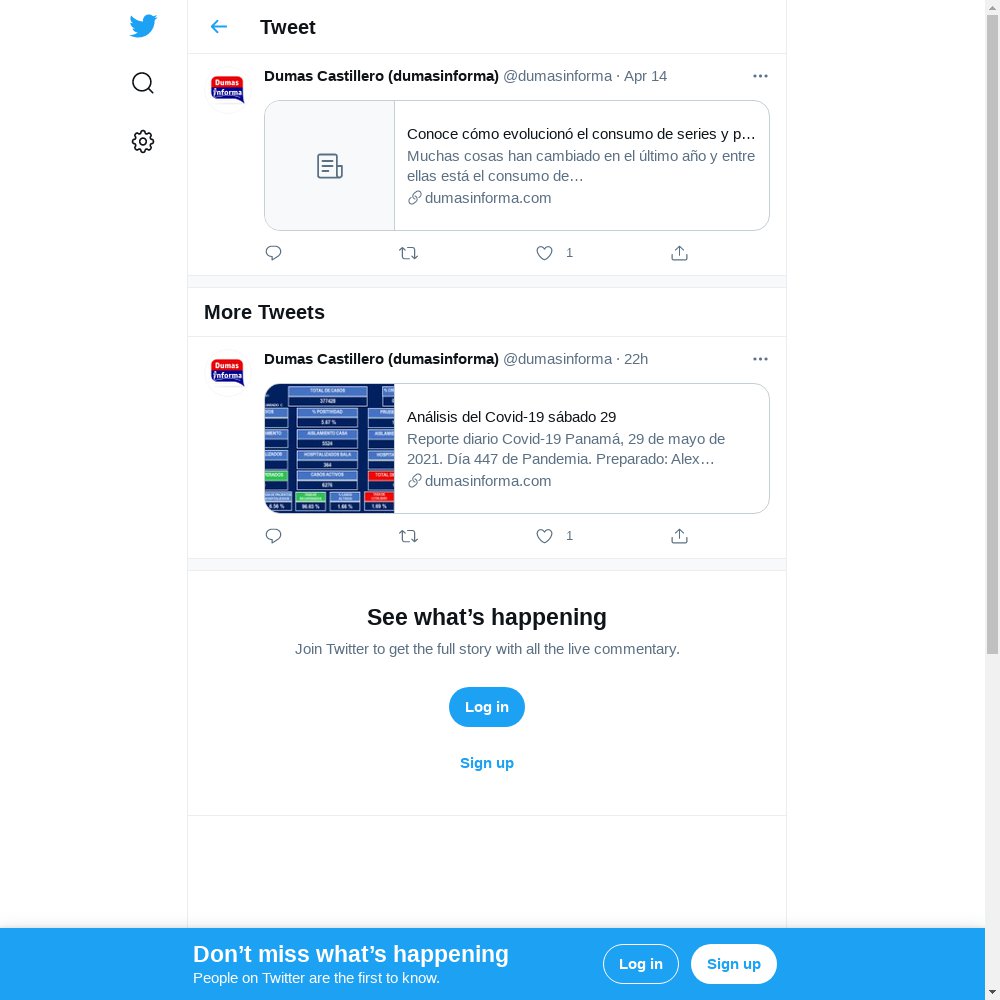 Tweet
Dumas
informa
Dumas Castillero (dumasinforma) @dumasinforma · Apr 14
Conoce cómo evolucionó el consumo de series y p…
Muchas cosas han cambiado en el último año y entre
ellas está el consumo de…
dumasinforma.com
1
More Tweets
Dumas
informa
Dumas Castillero (dumasinforma) @dumasinforma · 22h
TOTAL DE CASOS
377425
% POSITIVIDAD
5.67 %
AISLAMIENTO CASA
5524
HOSPITALIZADOS SALA
364
CASOS ACTIVOS
6276
6.56 % 96.63 % 1.66 % 1.69 %
Análisis del Covid-19 sábado 29
Reporte diario Covid-19 Panamá, 29 de mayo de
2021. Día 447 de Pandemia. Preparado: Alex…
dumasinforma.com
1
See what’s happening
Join Twitter to get the full story with all the live commentary.
Log in
Sign up
Don’t miss what’s happening
People on Twitter are the first to know.
Log in
Sign up